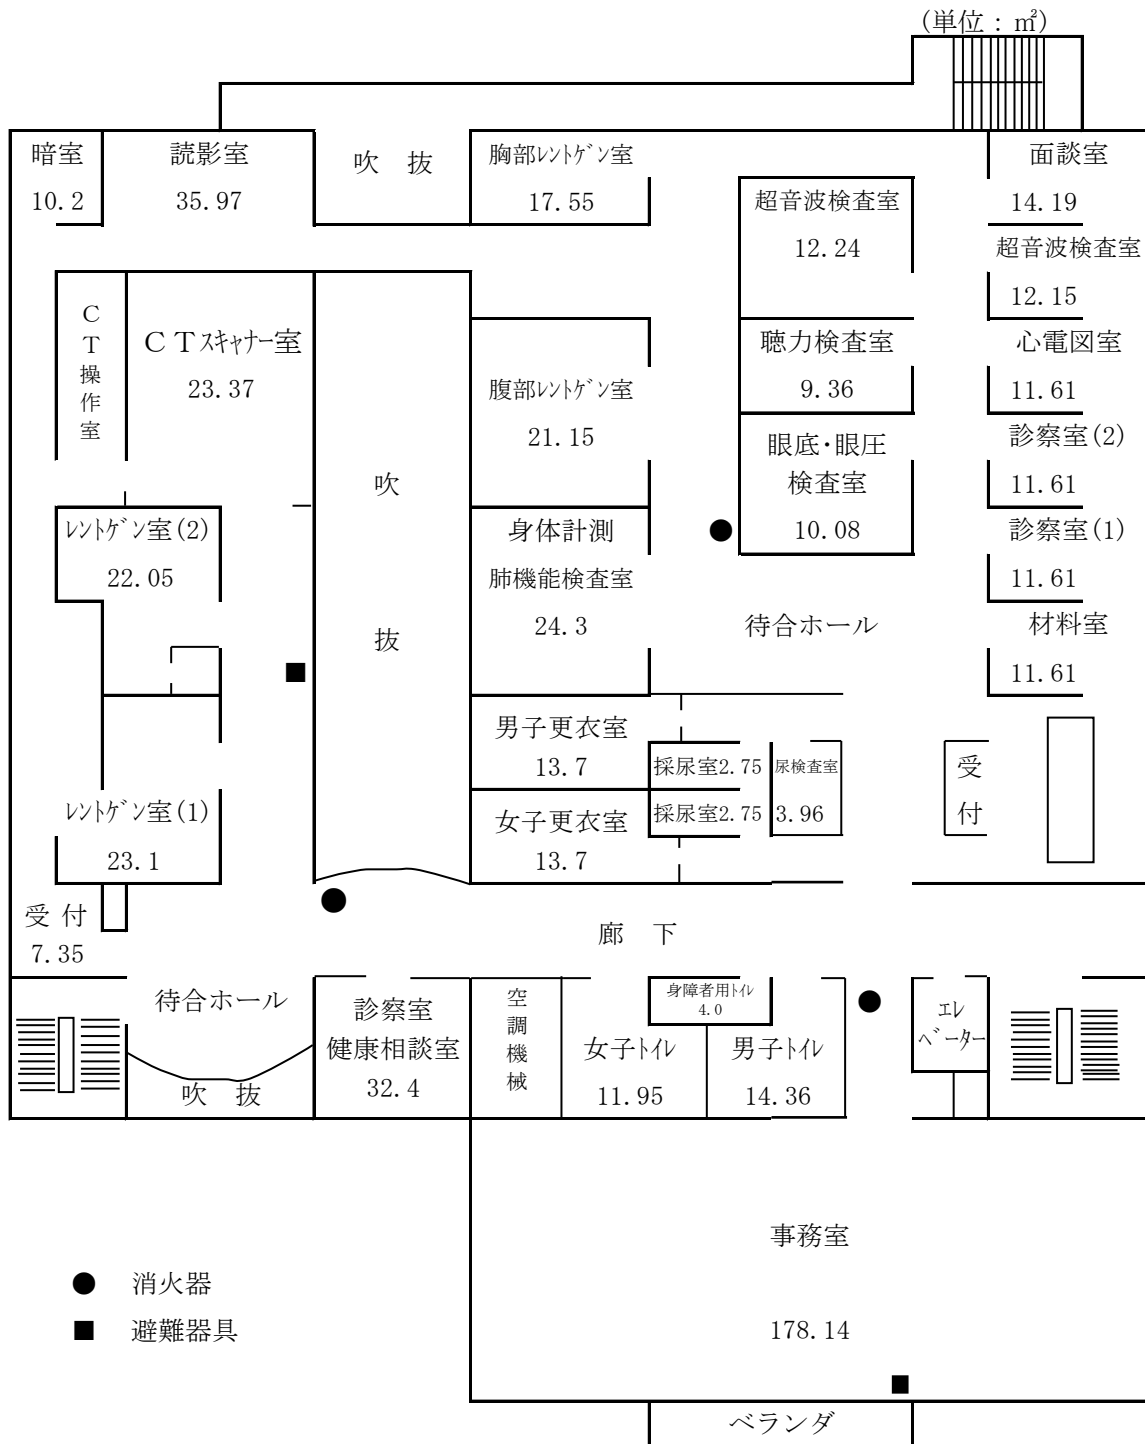 (単位：㎡)
暗室
10.2
読影室
35.97
吹 抜
胸部ﾚﾝﾄｹﾞﾝ室
17.55
超音波検査室
12.24
面談室
14.19
超音波検査室
12.15
CT操作室
ＣＴｽｷｬﾅｰ室
23.37
吹 抜
腹部ﾚﾝﾄｹﾞﾝ室
21.15
聴力検査室
9.36
心電図室
11.61
眼底･眼圧
検査室
10.08
診察室(2)
11.61
ﾚﾝﾄｹﾞﾝ室(2)
22.05
身体計測
肺機能検査室
24.3
診察室(1)
11.61
待合ホール
材料室
11.61
男子更衣室
13.7
採尿室2.75
尿検査室
3.96
受付
ﾚﾝﾄｹﾞﾝ室(1)
23.1
女子更衣室
13.7
採尿室2.75
受付
7.35
廊 下
待合ホール
吹 抜
診察室
健康相談室
32.4
空調機械
身障者用ﾄｲﾚ
4.0
女子ﾄｲﾚ
11.95
男子ﾄｲﾚ
14.36
ｴﾚ
ﾍﾞｰﾀｰ
事務室
178.14
● 消火器
■ 避難器具
ベランダ